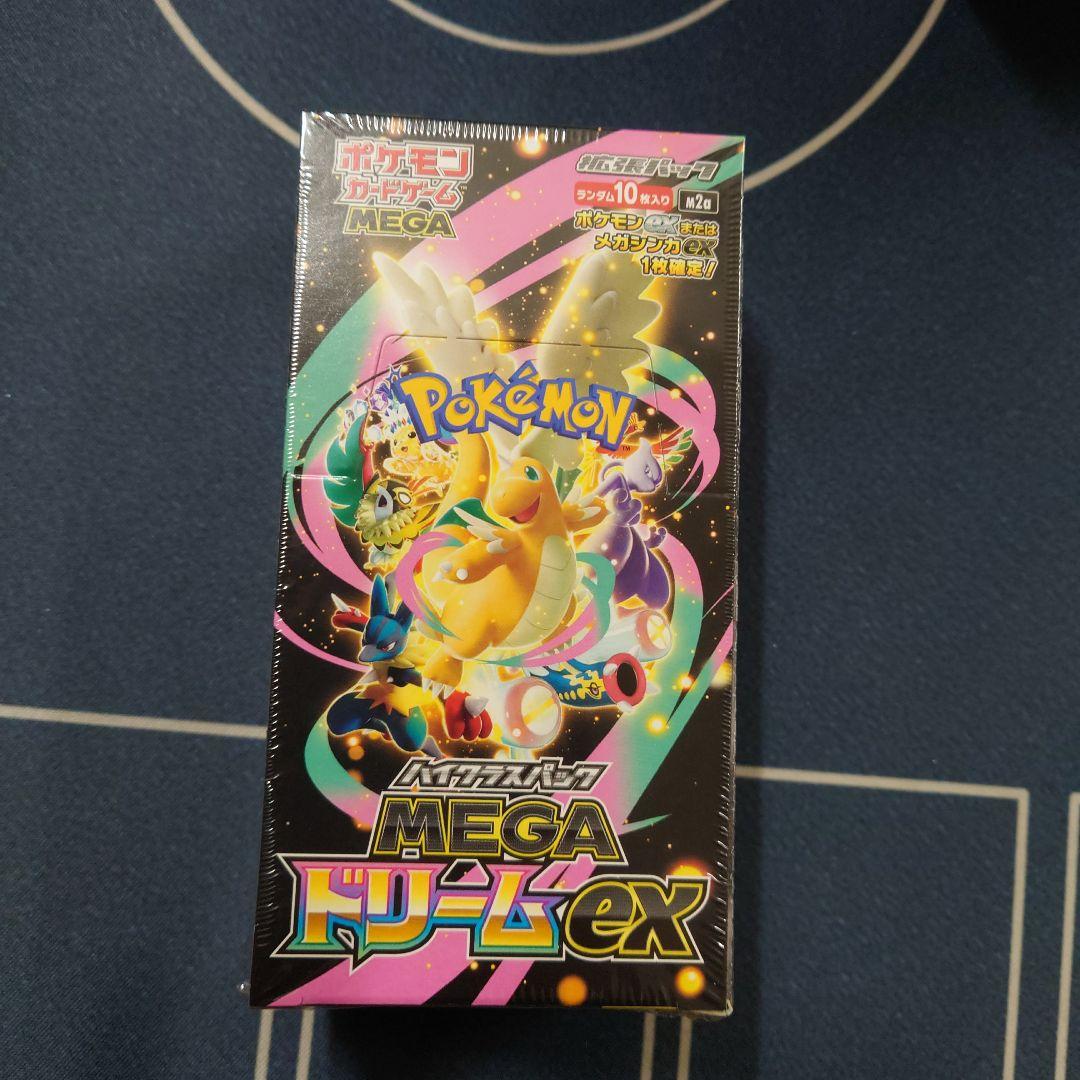 ポケモン
カードゲーム™
MEGA
拡張パック
ランダム10枚入り
M2a
ポケモンexまたは
メガシンカex
1枚確定!
POKéMON™
ハイクラスパック
MEGA
ドリームex